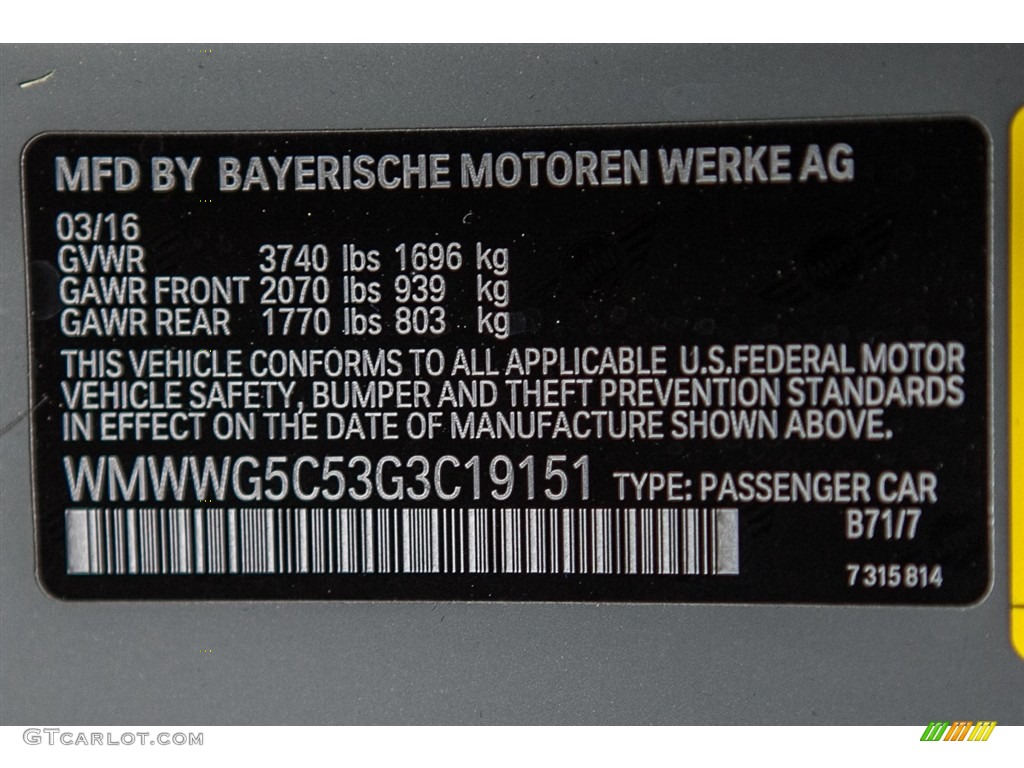 MFD BY BAYERISCHE MOTOREN WERKE AG
03/16
GVWR 3740 lbs 1696 kg
GAWR FRONT 2070 lbs 939 kg
GAWR REAR 1770 lbs 803 kg
THIS VEHICLE CONFORMS TO ALL APPLICABLE U.S.FEDERAL MOTOR
VEHICLE SAFETY, BUMPER AND THEFT PREVENTION STANDARDS
IN EFFECT ON THE DATE OF MANUFACTURE SHOWN ABOVE.
WMWWG5C53G3C19151 TYPE: PASSENGER CAR
B71/7
7 315 814
GTCARLOT.COM